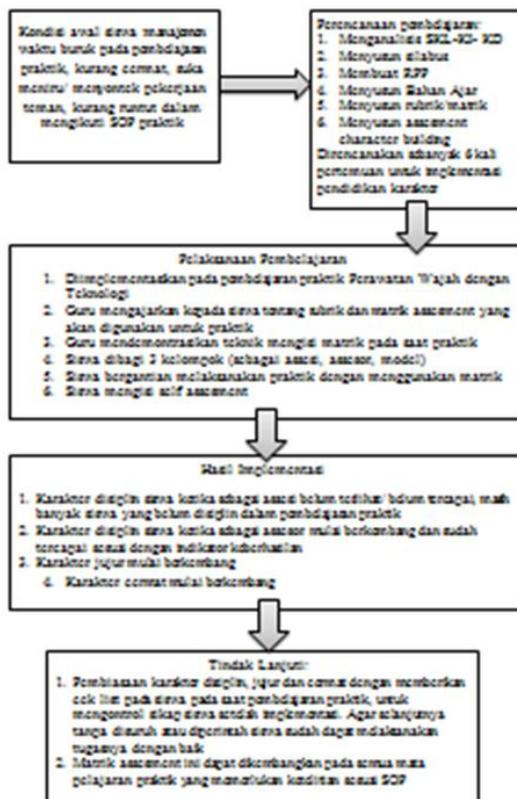 Kondisi awal siswa manajemen
waktu buruk pada pembelajaran
praktik, kurang cermat, suka
meniru/ menyontek pekerjaan
teman, kurang runtut dalam
mengikuti SOP praktik
Perencanaan pembelajaran:
1. Menganalisis SKL-KI- KD
2. Menyusun silabus
3. Membuat RPP
4. Menyusun Bahan Ajar
5. Menyusun rubrik/matrik
6. Menyusun assesment
character building
Direncanakan sebanyak 6 kali
pertemuan untuk implementasi
pendidikan karakter
Pelaksanaan Pembelajaran
1. Diimplementasikan pada pembelajaran praktik Perawatan Wajah dengan
Teknologi
2. Guru mengajarkan kepada siswa tentang rubrik dan matrik assesment yang
akan digunakan untuk praktik
3. Guru mendemontrasikan teknik mengisi matrik pada saat praktik
4. Siswa dibagi 3 kelompok (sebagai asesi, asesor, model)
5. Siswa bergantian melaksanakan praktik dengan menggunakan matrik
6. Siswa mengisi self assesment
Hasil Implementasi
1. Karakter disiplin siswa ketika sebagai asesi belum terlihat/ belum tercapai, masih
banyak siswa yang belum disiplin dalam pembelajaran praktik
2. Karakter disiplin siswa ketika sebagai asesor mulai berkembang dan sudah
tercapai sesuai dengan indikator keberhasilan
3. Karakter jujur mulai berkembang
4. Karakter cermat mulai berkembang
Tindak Lanjut:
1. Pembiasaan karakter disiplin, jujur dan cermat dengan memberikan
cek list pada siswa pada saat pembelajaran praktik, untuk
mengontrol sikap siswa setelah implementasi. Agar selanjutnya
tanpa disuruh atau diperintah siswa sudah dapat melaksanakan
tugasnya dengan baik
2. Matrik assesment ini dapat dikembangkan pada semua mata
pelajaran praktik yang memerlukan ketelitian sesuai SOP